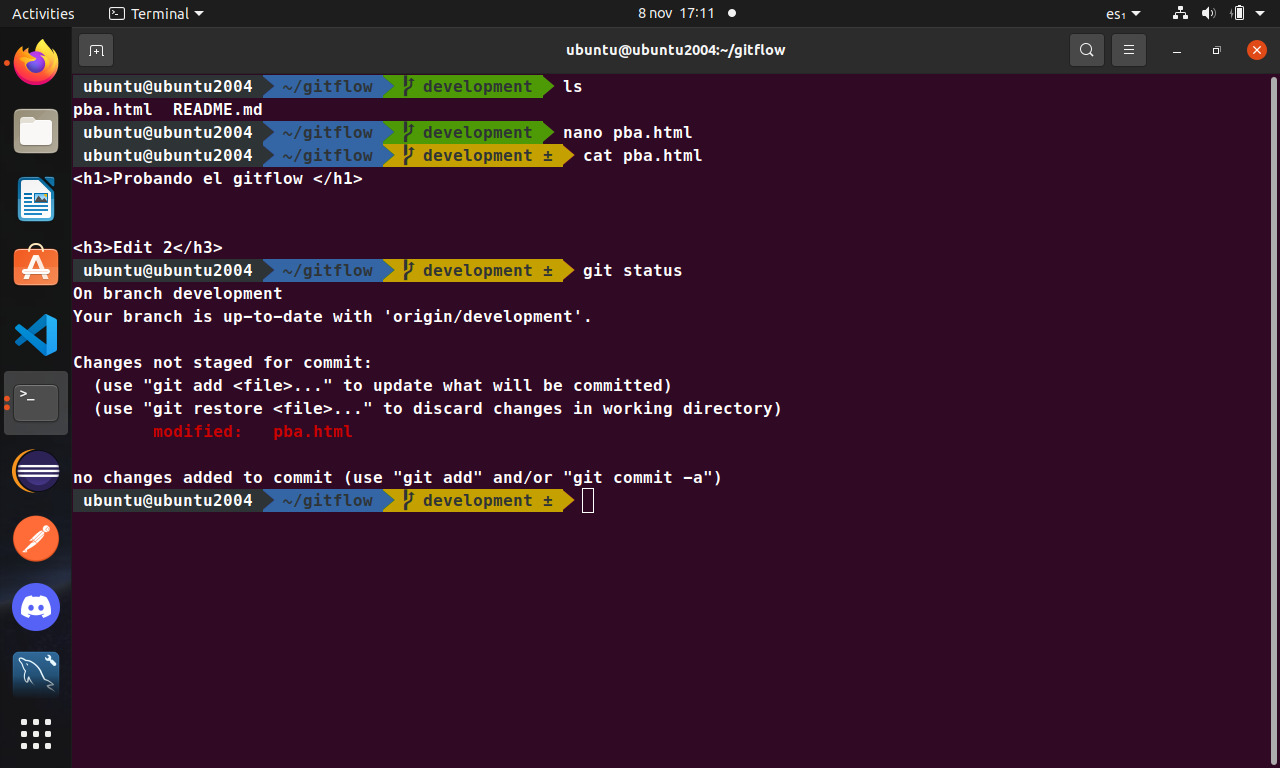 Activities Terminal 8 nov 17:11 es₁
ubuntu@ubuntu2004:~/gitflow
ubuntu@ubuntu2004 ~/gitflow development ls
pba.html README.md
ubuntu@ubuntu2004 ~/gitflow development nano pba.html
ubuntu@ubuntu2004 ~/gitflow development ± cat pba.html
<h1>Probando el gitflow </h1>
<h3>Edit 2</h3>
ubuntu@ubuntu2004 ~/gitflow development ± git status
On branch development
Your branch is up-to-date with 'origin/development'.
Changes not staged for commit:
(use "git add <file>..." to update what will be committed)
(use "git restore <file>..." to discard changes in working directory)
modified: pba.html
no changes added to commit (use "git add" and/or "git commit -a")
ubuntu@ubuntu2004 ~/gitflow development ±